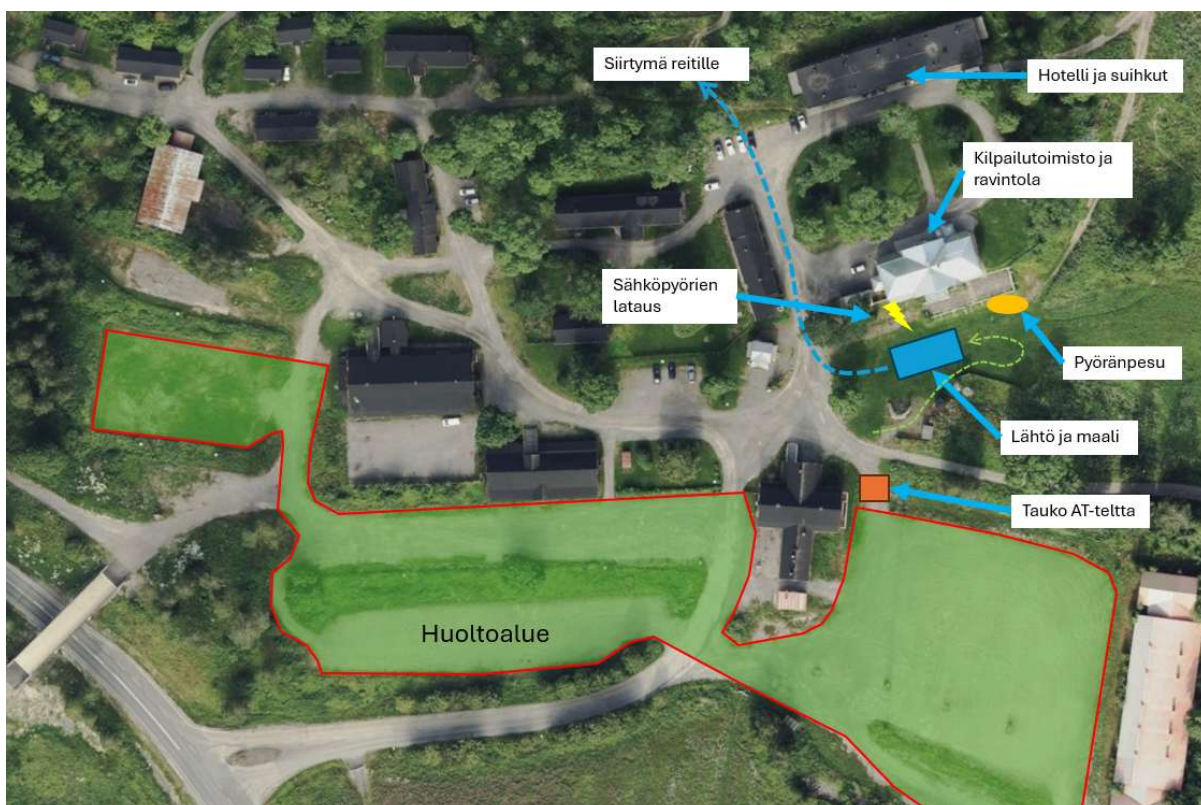 Siirtymä reitille
Hotelli ja suihkut
Kilpailutoimisto ja
ravintola
Sähköpyörien
lataus
Pyöränpesu
Lähtö ja maali
Tauko AT-teltta
Huoltoalue